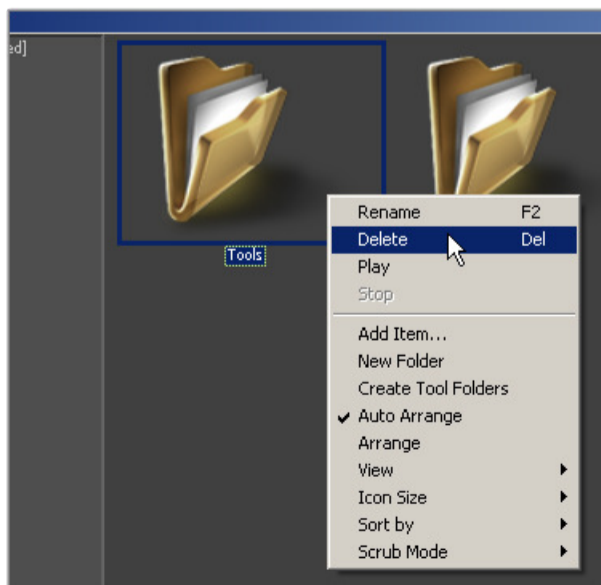 ed]
Tools
Rename F2
Delete Del
Play
Stop
Add Item...
New Folder
Create Tool Folders
Auto Arrange
Arrange
View
Icon Size
Sort by
Scrub Mode